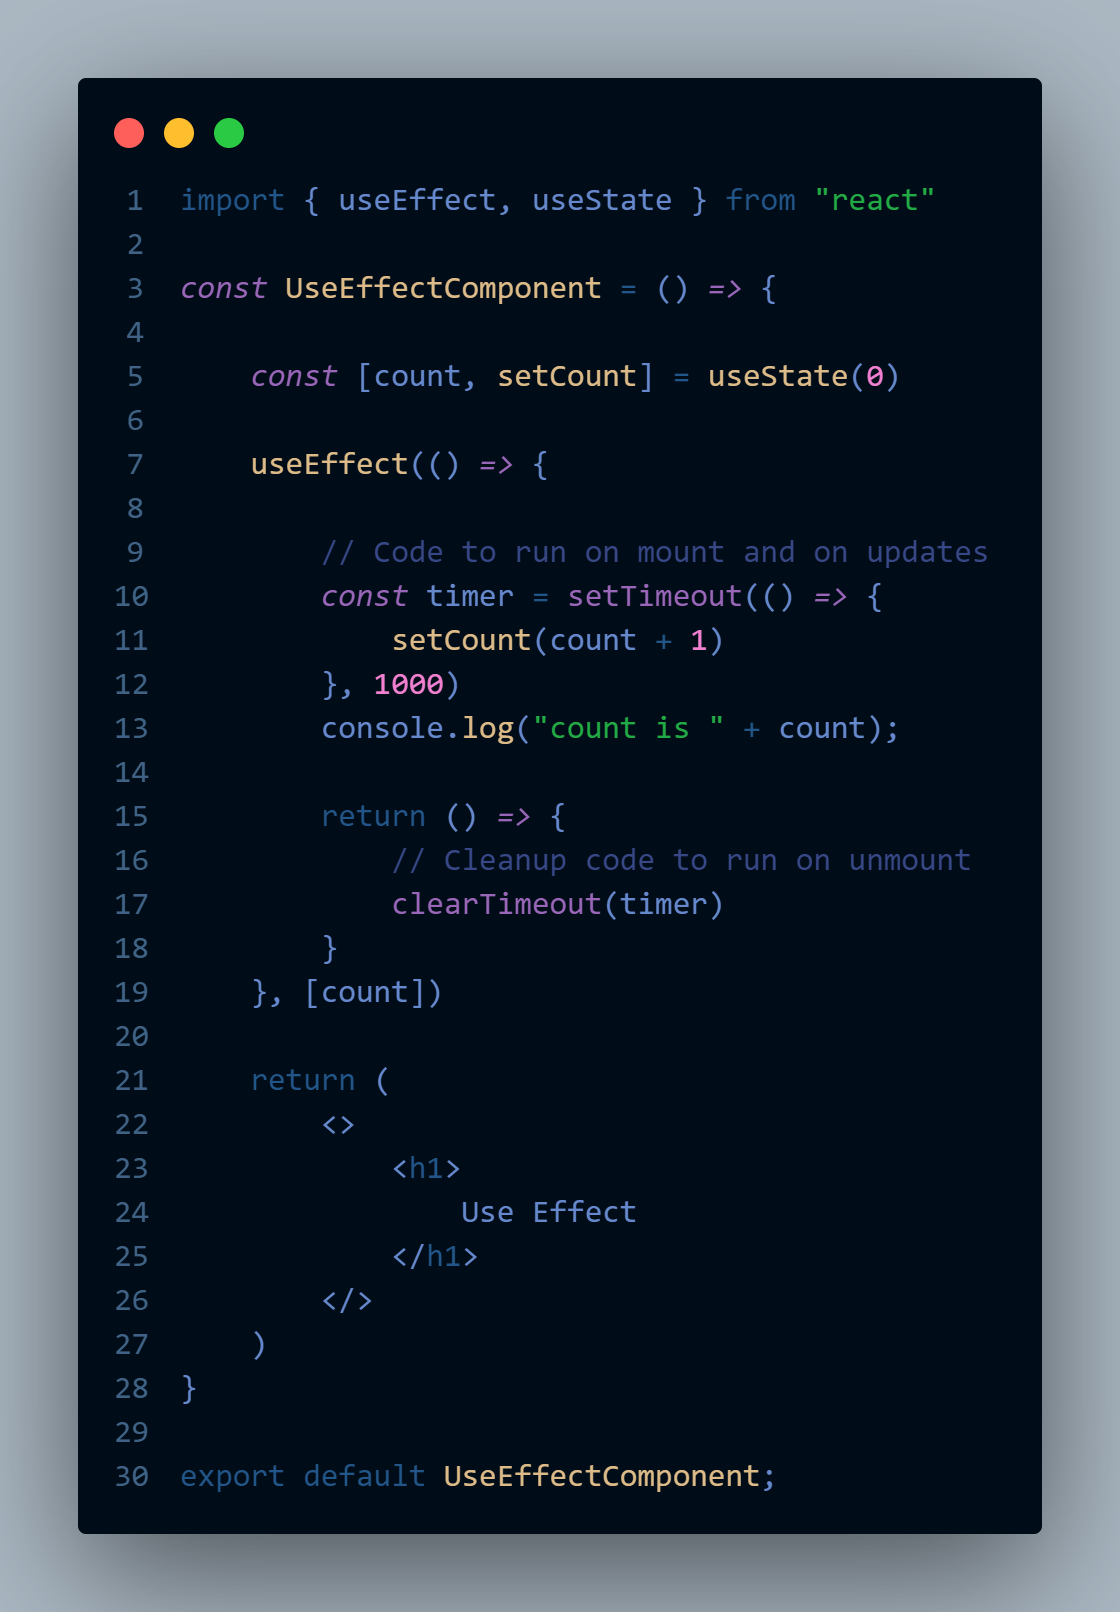 1 import { useEffect, useState } from "react"
2
3 const UseEffectComponent = () => {
4
5     const [count, setCount] = useState(0)
6
7     useEffect(() => {
8
9         // Code to run on mount and on updates
10         const timer = setTimeout(() => {
11             setCount(count + 1)
12         }, 1000)
13         console.log("count is " + count);
14
15         return () => {
16             // Cleanup code to run on unmount
17             clearTimeout(timer)
18         }
19     }, [count])
20
21     return (
22         <>
23             <h1>
24                 Use Effect
25             </h1>
26         </>
27     )
28 }
29
30 export default UseEffectComponent;